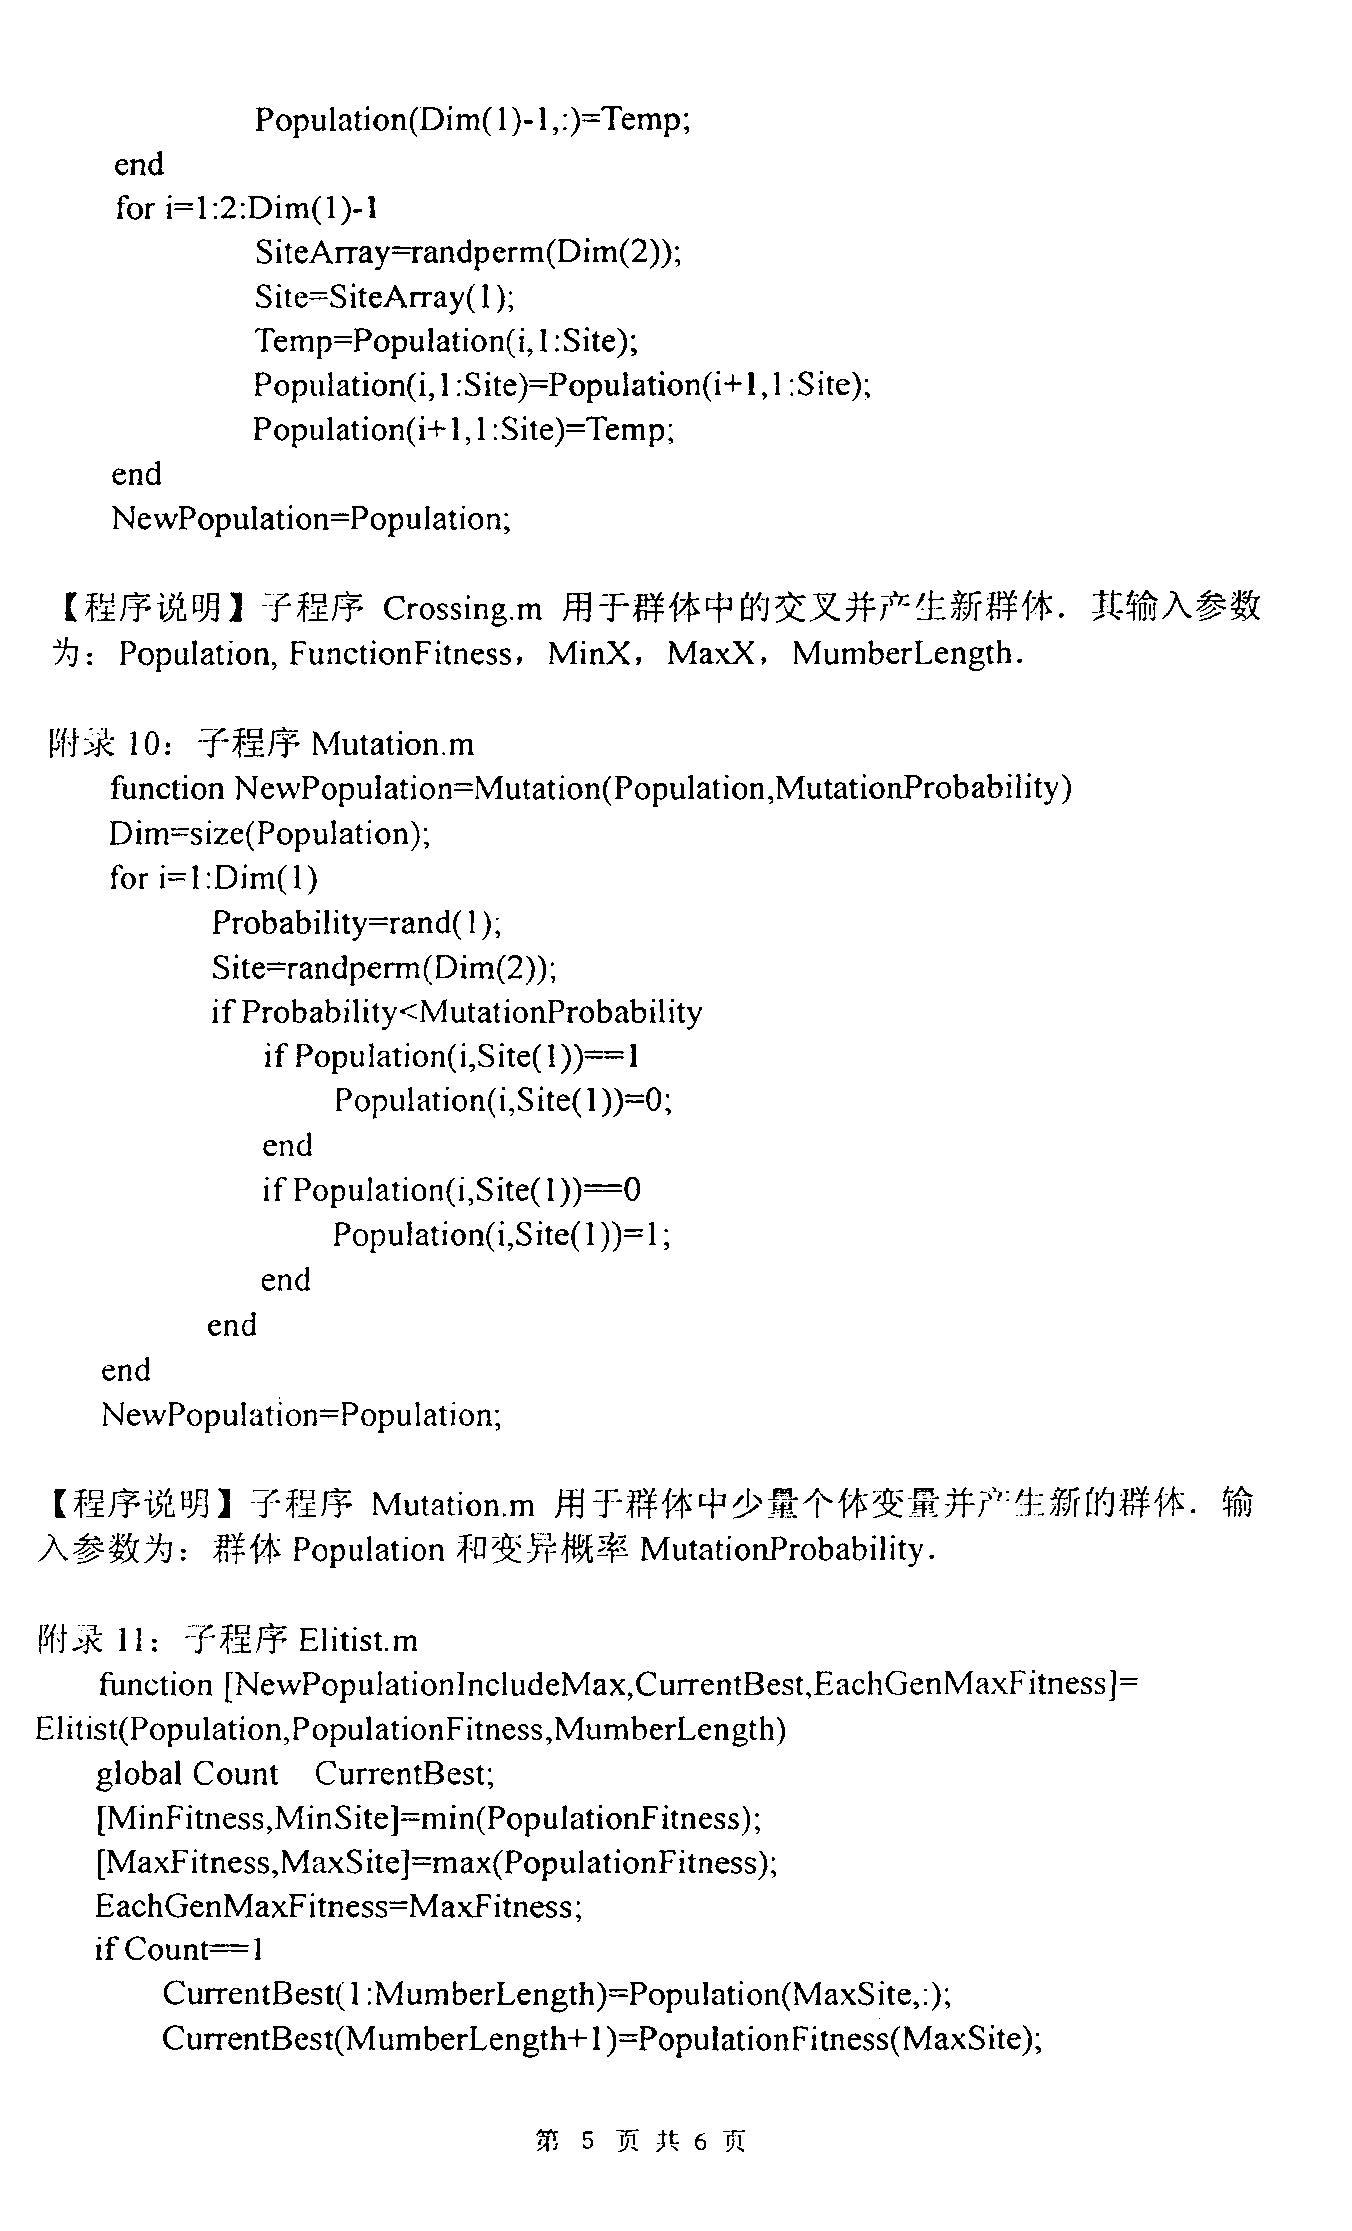 Population(Dim(1)-1,:)=Temp;
end
for i=1:2:Dim(1)-1
SiteArray=randperm(Dim(2));
Site=SiteArray(1);
Temp=Population(i,1:Site);
Population(i,1:Site)=Population(i+1,1:Site);
Population(i+1,1:Site)=Temp;
end
NewPopulation=Population;
【程序说明】子程序 Crossing.m 用于群体中的交叉并产生新群体．其输入参数
为：Population, FunctionFitness，MinX，MaxX，MumberLength．
附录 10：子程序 Mutation.m
function NewPopulation=Mutation(Population,MutationProbability)
Dim=size(Population);
for i=1:Dim(1)
Probability=rand(1);
Site=randperm(Dim(2));
if Probability<MutationProbability
if Population(i,Site(1))==1
Population(i,Site(1))=0;
end
if Population(i,Site(1))==0
Population(i,Site(1))=1;
end
end
end
NewPopulation=Population;
【程序说明】子程序 Mutation.m 用于群体中少量个体变量并产生新的群体．输
入参数为：群体 Population 和变异概率 MutationProbability．
附录 11：子程序 Elitist.m
function [NewPopulationIncludeMax,CurrentBest,EachGenMaxFitness]=
Elitist(Population,PopulationFitness,MumberLength)
global Count CurrentBest;
[MinFitness,MinSite]=min(PopulationFitness);
[MaxFitness,MaxSite]=max(PopulationFitness);
EachGenMaxFitness=MaxFitness;
if Count==1
CurrentBest(1:MumberLength)=Population(MaxSite,:);
CurrentBest(MumberLength+1)=PopulationFitness(MaxSite);
第 5 页 共 6 页